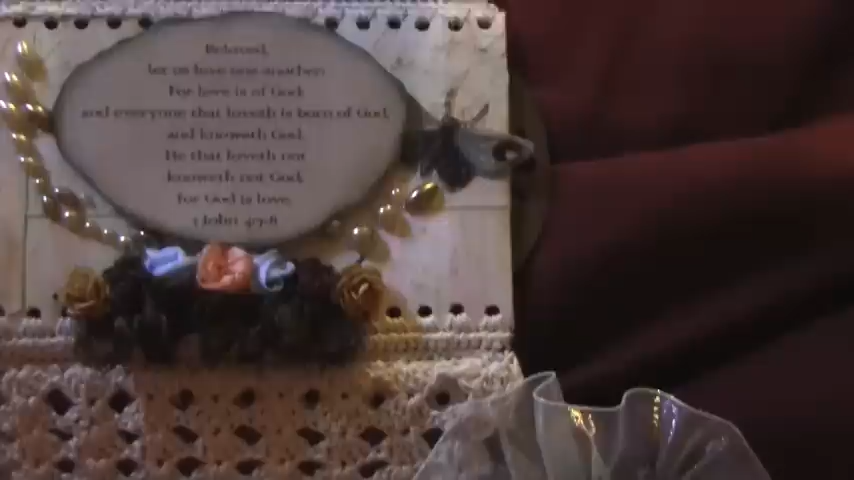 Beloved,
let us love one another:
For love is of God;
and everyone that loveth is born of God,
and knoweth God.
He that loveth not
knoweth not God,
for God is love.
1 John 4:7-8